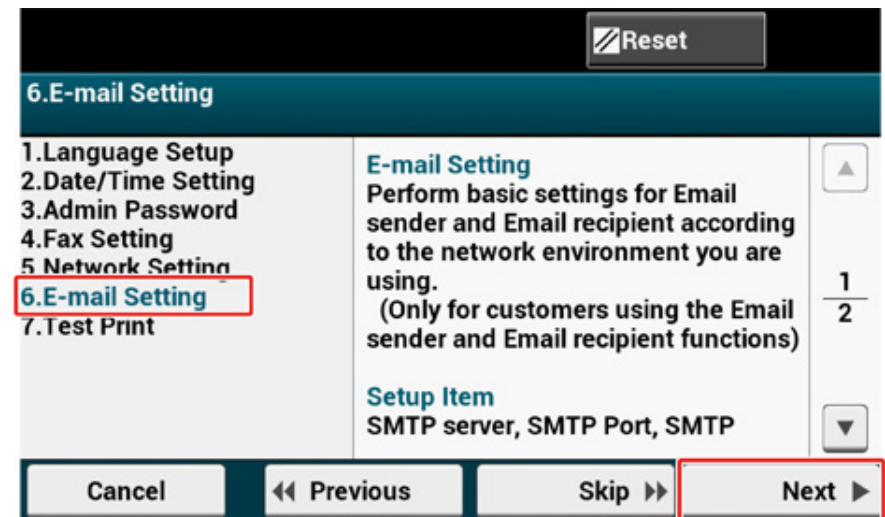 Reset
6.E-mail Setting
1.Language Setup
2.Date/Time Setting
3.Admin Password
4.Fax Setting
5.Network Setting
6.E-mail Setting
7.Test Print
E-mail Setting
Perform basic settings for Email
sender and Email recipient according
to the network environment you are
using.
(Only for customers using the Email
sender and Email recipient functions)
Setup Item
SMTP server, SMTP Port, SMTP
1
2
Cancel
Previous
Skip
Next